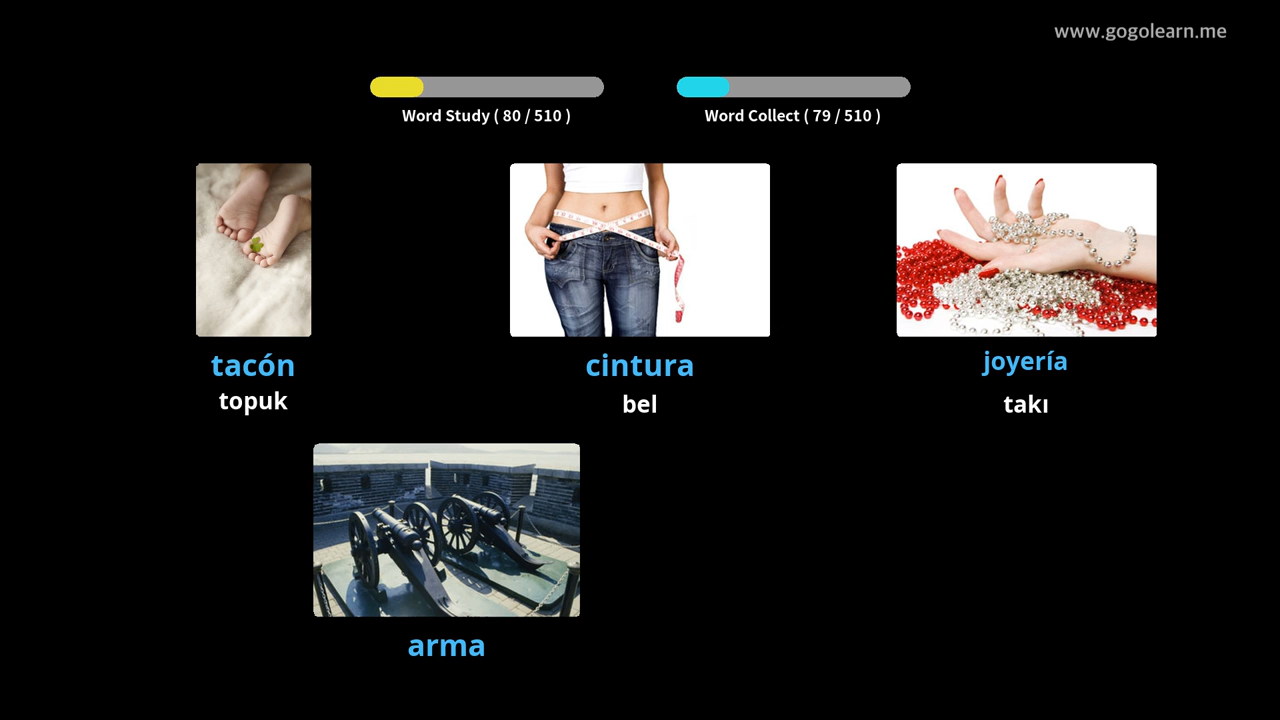 www.gogolearn.me
Word Study ( 80 / 510 )
Word Collect ( 79 / 510 )
tacón
topuk
cintura
bel
joyería
takı
arma